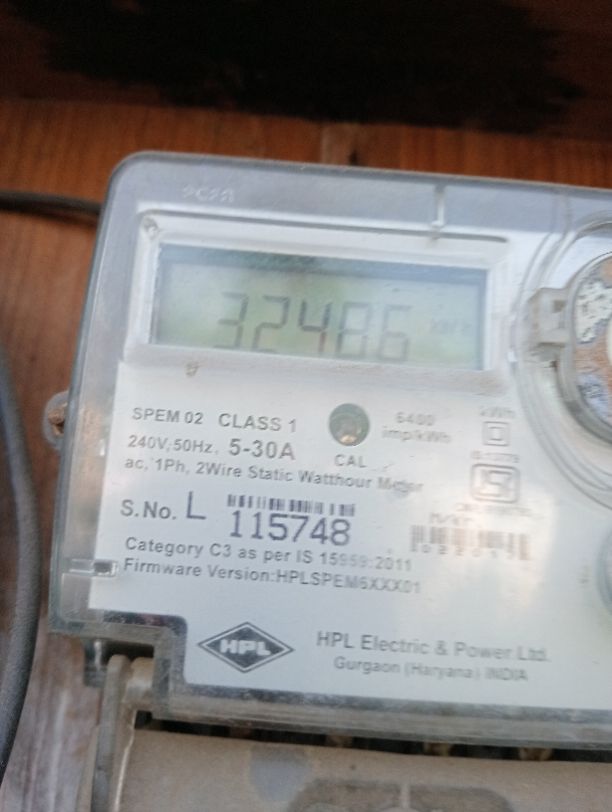 32486 kWh
SPEM 02 CLASS 1
6400
imp/kWh
kWh
240V, 50Hz, 5-30A
CAL
ac, 1Ph, 2Wire Static Watthour Meter
S.No. L 115748
Category C3 as per IS 15959:2011
Firmware Version:HPLSPEM6XXX01
HPL
HPL Electric & Power Ltd.
Gurgaon (Haryana) INDIA